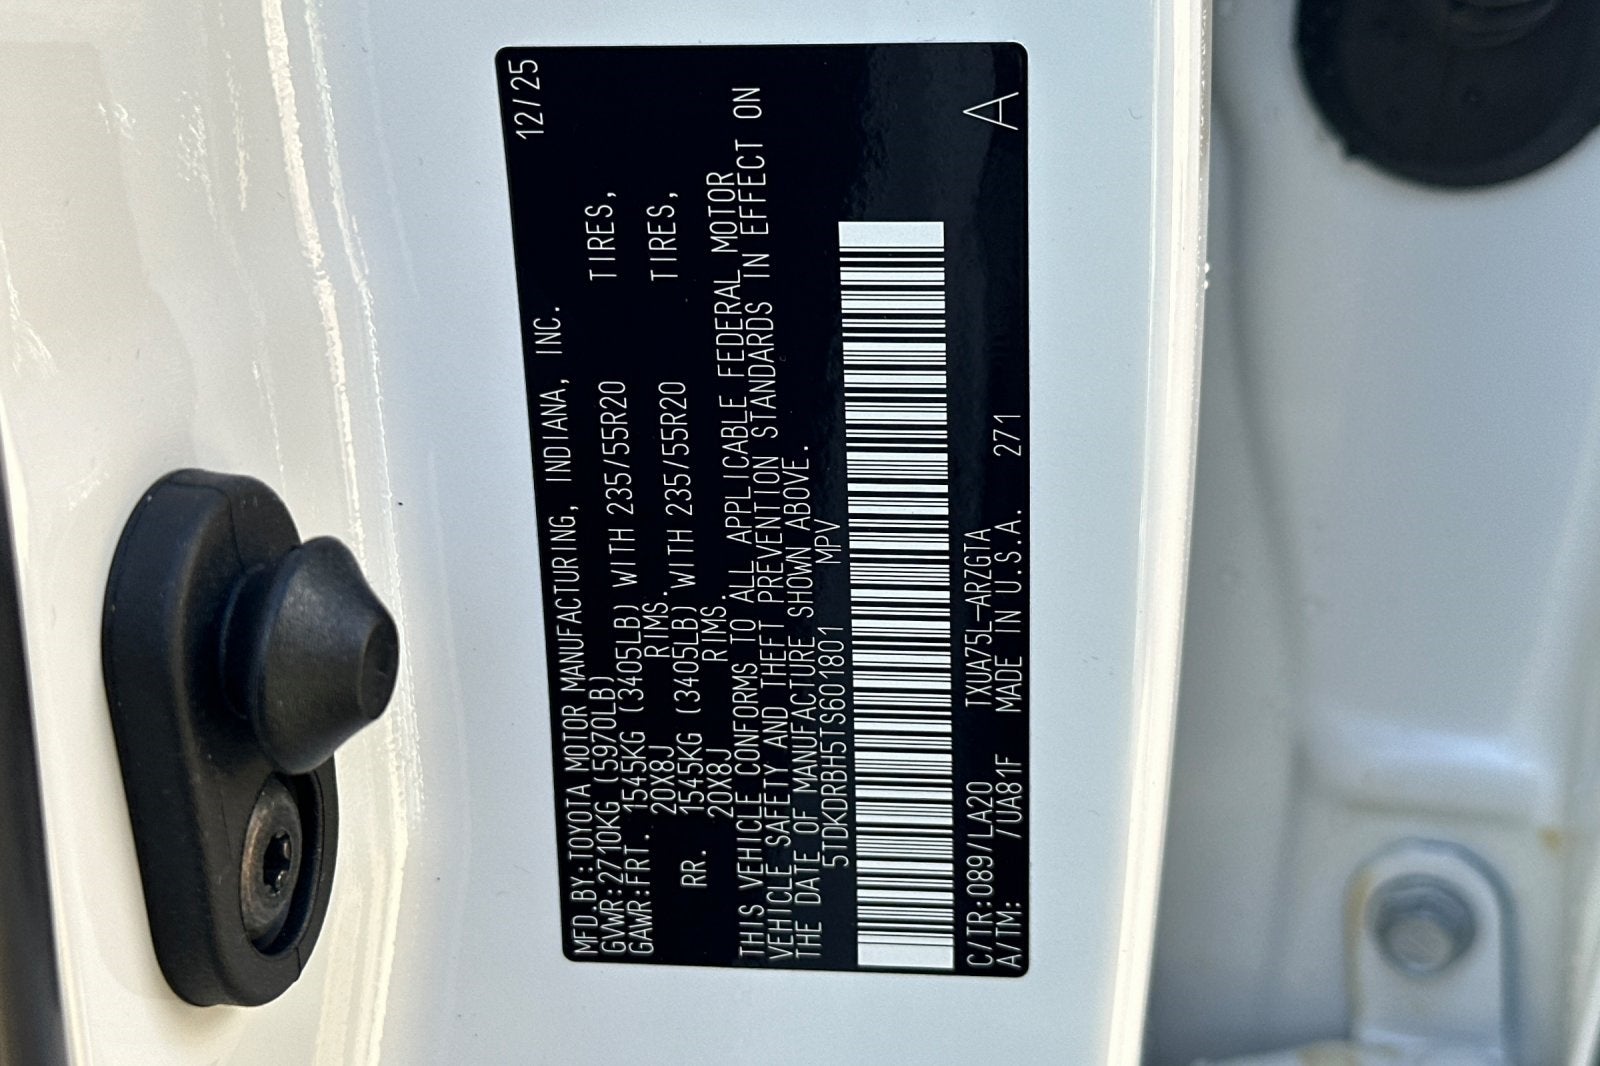 12/25
MFD.BY:TOYOTA MOTOR MANUFACTURING, INDIANA, INC.
GVWR:2710KG(5970LB)
GAWR:FRT. 1545KG(3405LB) WITH 235/55R20 TIRES,
20X8J RIMS.
RR. 1545KG(3405LB) WITH 235/55R20 TIRES,
20X8J RIMS.
THIS VEHICLE CONFORMS TO ALL APPLICABLE FEDERAL MOTOR
VEHICLE SAFETY AND THEFT PREVENTION STANDARDS IN EFFECT ON
THE DATE OF MANUFACTURE SHOWN ABOVE.
5TDKDRBH5TS601801 MPV
C/TR:089/LA20 TXUA75L-ARZGTA
A/TM: /UA81F MADE IN U.S.A. 271
A